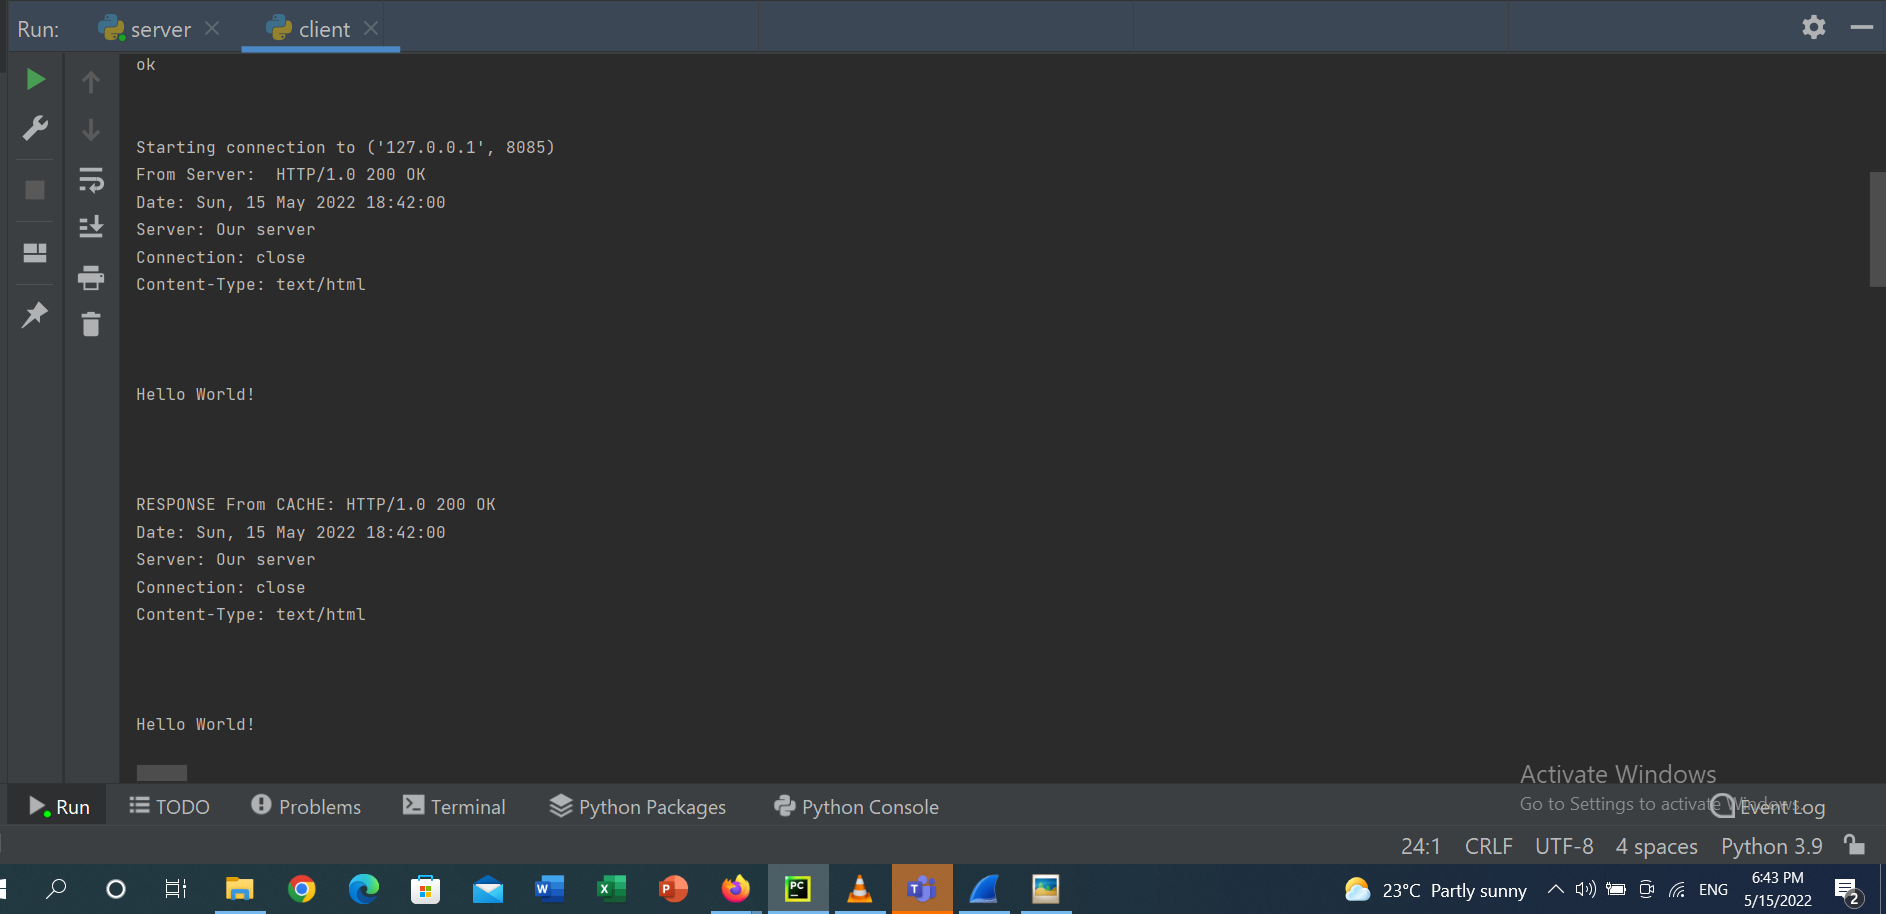 Run: server client
ok
Starting connection to ('127.0.0.1', 8085)
From Server:  HTTP/1.0 200 OK
Date: Sun, 15 May 2022 18:42:00
Server: Our server
Connection: close
Content-Type: text/html
Hello World!
RESPONSE From CACHE: HTTP/1.0 200 OK
Date: Sun, 15 May 2022 18:42:00
Server: Our server
Connection: close
Content-Type: text/html
Hello World!
Activate Windows
Go to Settings to activate Windows.
Run TODO Problems Terminal Python Packages Python Console Event Log
24:1 CRLF UTF-8 4 spaces Python 3.9
W X P PC T 23°C Partly sunny ENG 6:43 PM
5/15/2022 2